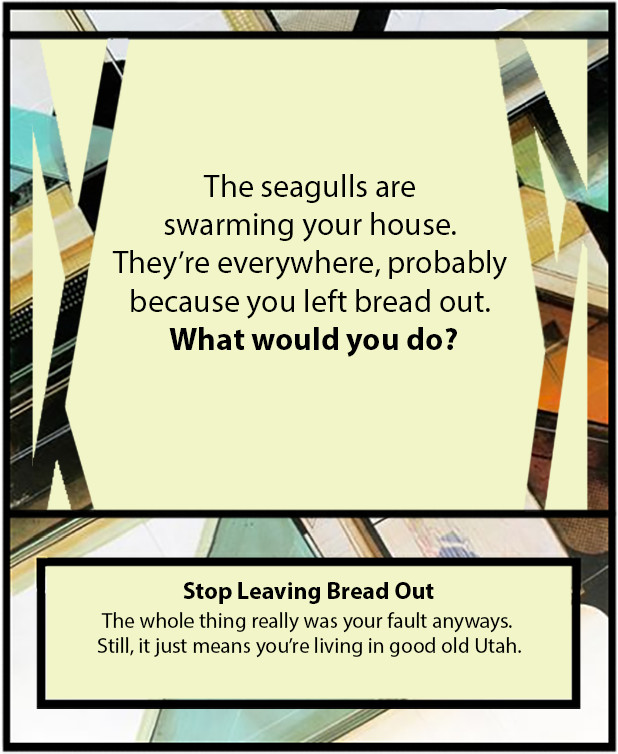 The seagulls are
swarming your house.
They’re everywhere, probably
because you left bread out.
What would you do?
Stop Leaving Bread Out
The whole thing really was your fault anyways.
Still, it just means you’re living in good old Utah.